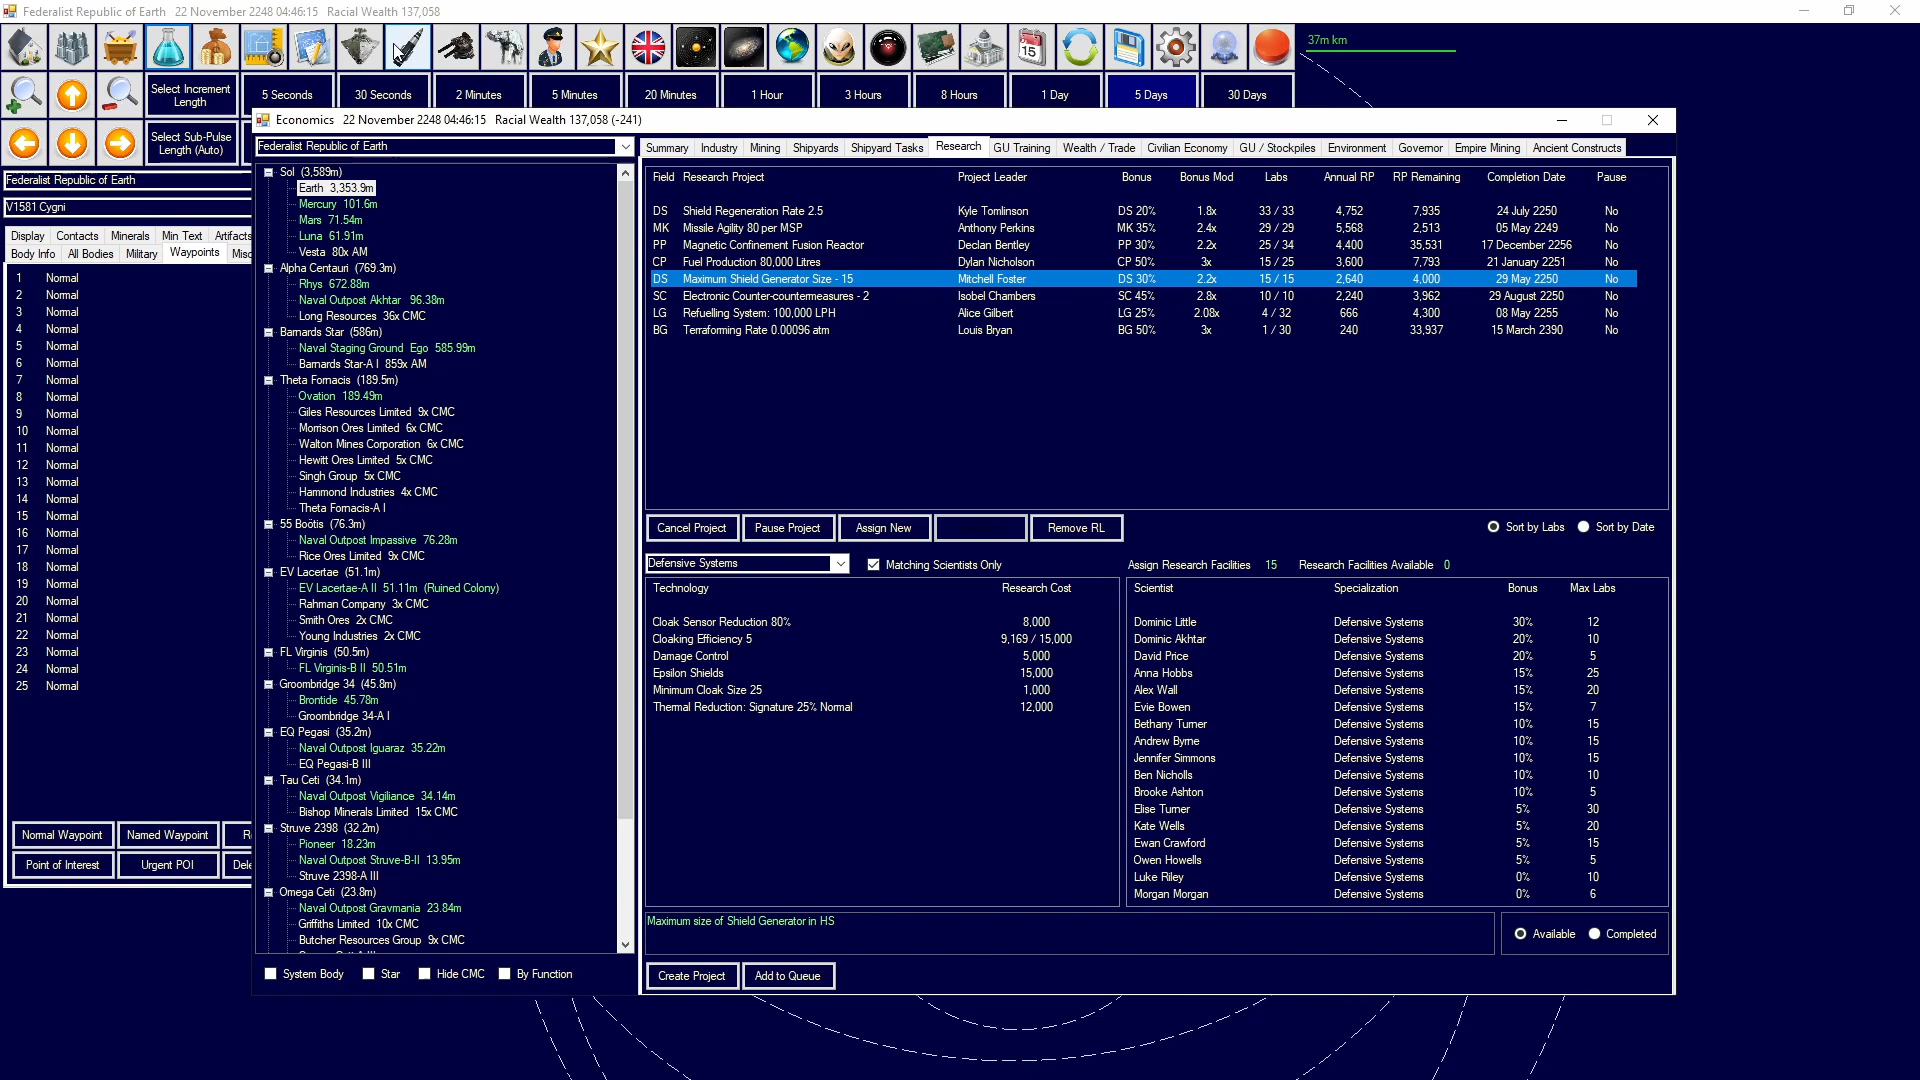 Federalist Republic of Earth   22 November 2248 04:46:15   Racial Wealth 137,058
37m km
Select Increment Length
5 Seconds
30 Seconds
2 Minutes
5 Minutes
20 Minutes
1 Hour
3 Hours
8 Hours
1 Day
5 Days
30 Days
Select Sub-Pulse Length (Auto)
Federalist Republic of Earth
V1581 Cygni
Display   Contacts   Minerals   Min Text   Artifacts
Body Info   All Bodies   Military   Waypoints   Misc
1   Normal
2   Normal
3   Normal
4   Normal
5   Normal
6   Normal
7   Normal
8   Normal
9   Normal
10   Normal
11   Normal
12   Normal
13   Normal
14   Normal
15   Normal
16   Normal
17   Normal
18   Normal
19   Normal
20   Normal
21   Normal
22   Normal
23   Normal
24   Normal
25   Normal
Normal Waypoint   Named Waypoint
Point of Interest   Urgent POI   Dele
Economics   22 November 2248 04:46:15   Racial Wealth 137,058 (-241)
Federalist Republic of Earth
Sol (3,589m)
Earth 3,353.9m
Mercury 101.6m
Mars 71.54m
Luna 61.91m
Vesta 80x AM
Alpha Centauri (769.3m)
Rhys 672.88m
Naval Outpost Akhtar 96.38m
Long Resources 36x CMC
Barnards Star (586m)
Naval Staging Ground Ego 585.99m
Barnards Star-A I 859x AM
Theta Fornacis (189.5m)
Ovation 189.49m
Giles Resources Limited 9x CMC
Morrison Ores Limited 6x CMC
Walton Mines Corporation 6x CMC
Hewitt Ores Limited 5x CMC
Singh Group 5x CMC
Hammond Industries 4x CMC
Theta Fornacis-A I
55 Boötis (76.3m)
Naval Outpost Impassive 76.28m
Rice Ores Limited 9x CMC
EV Lacertae (51.1m)
EV Lacertae-A II 51.11m (Ruined Colony)
Rahman Company 3x CMC
Smith Ores 2x CMC
Young Industries 2x CMC
FL Virginis (50.5m)
FL Virginis-B II 50.51m
Groombridge 34 (45.8m)
Brontide 45.78m
Groombridge 34-A I
EQ Pegasi (35.2m)
Naval Outpost Iguaraz 35.22m
EQ Pegasi-B III
Tau Ceti (34.1m)
Naval Outpost Vigiliance 34.14m
Bishop Minerals Limited 15x CMC
Struve 2398 (32.2m)
Pioneer 18.23m
Naval Outpost Struve-B-II 13.95m
Struve 2398-A III
Omega Ceti (23.8m)
Naval Outpost Gravmania 23.84m
Griffiths Limited 10x CMC
Butcher Resources Group 9x CMC
System Body   Star   Hide CMC   By Function
Summary   Industry   Mining   Shipyards   Shipyard Tasks   Research   GU Training   Wealth / Trade   Civilian Economy   GU / Stockpiles   Environment   Governor   Empire Mining   Ancient Constructs
Field   Research Project   Project Leader   Bonus   Bonus Mod   Labs   Annual RP   RP Remaining   Completion Date   Pause
DS   Shield Regeneration Rate 2.5   Kyle Tomlinson   DS 20%   1.8x   33 / 33   4,752   7,935   24 July 2250   No
MK   Missile Agility 80 per MSP   Anthony Perkins   MK 35%   2.4x   29 / 29   5,568   2,513   05 May 2249   No
PP   Magnetic Confinement Fusion Reactor   Declan Bentley   PP 30%   2.2x   25 / 34   4,400   35,531   17 December 2256   No
CP   Fuel Production 80,000 Litres   Dylan Nicholson   CP 50%   3x   15 / 25   3,600   7,793   21 January 2251   No
DS   Maximum Shield Generator Size - 15   Mitchell Foster   DS 30%   2.2x   15 / 15   2,640   4,000   29 May 2250   No
SC   Electronic Counter-countermeasures - 2   Isobel Chambers   SC 45%   2.8x   10 / 10   2,240   3,962   29 August 2250   No
LG   Refuelling System: 100,000 LPH   Alice Gilbert   LG 25%   2.08x   4 / 32   666   4,300   08 May 2255   No
BG   Terraforming Rate 0.00096 atm   Louis Bryan   BG 50%   3x   1 / 30   240   33,937   15 March 2390   No
Cancel Project   Pause Project   Assign New   Remove RL   Sort by Labs   Sort by Date
Defensive Systems   Matching Scientists Only   Assign Research Facilities   15   Research Facilities Available   0
Technology   Research Cost
Cloak Sensor Reduction 80%   8,000
Cloaking Efficiency 5   9,169 / 15,000
Damage Control   5,000
Epsilon Shields   15,000
Minimum Cloak Size 25   1,000
Thermal Reduction: Signature 25% Normal   12,000
Scientist   Specialization   Bonus   Max Labs
Dominic Little   Defensive Systems   30%   12
Dominic Akhtar   Defensive Systems   20%   10
David Price   Defensive Systems   20%   5
Anna Hobbs   Defensive Systems   15%   25
Alex Wall   Defensive Systems   15%   20
Evie Bowen   Defensive Systems   15%   7
Bethany Turner   Defensive Systems   10%   15
Andrew Byrne   Defensive Systems   10%   15
Jennifer Simmons   Defensive Systems   10%   15
Ben Nicholls   Defensive Systems   10%   10
Brooke Ashton   Defensive Systems   10%   5
Elise Turner   Defensive Systems   5%   30
Kate Wells   Defensive Systems   5%   20
Ewan Crawford   Defensive Systems   5%   15
Owen Howells   Defensive Systems   5%   5
Luke Riley   Defensive Systems   0%   10
Morgan Morgan   Defensive Systems   0%   6
Maximum size of Shield Generator in HS
Available   Completed
Create Project   Add to Queue